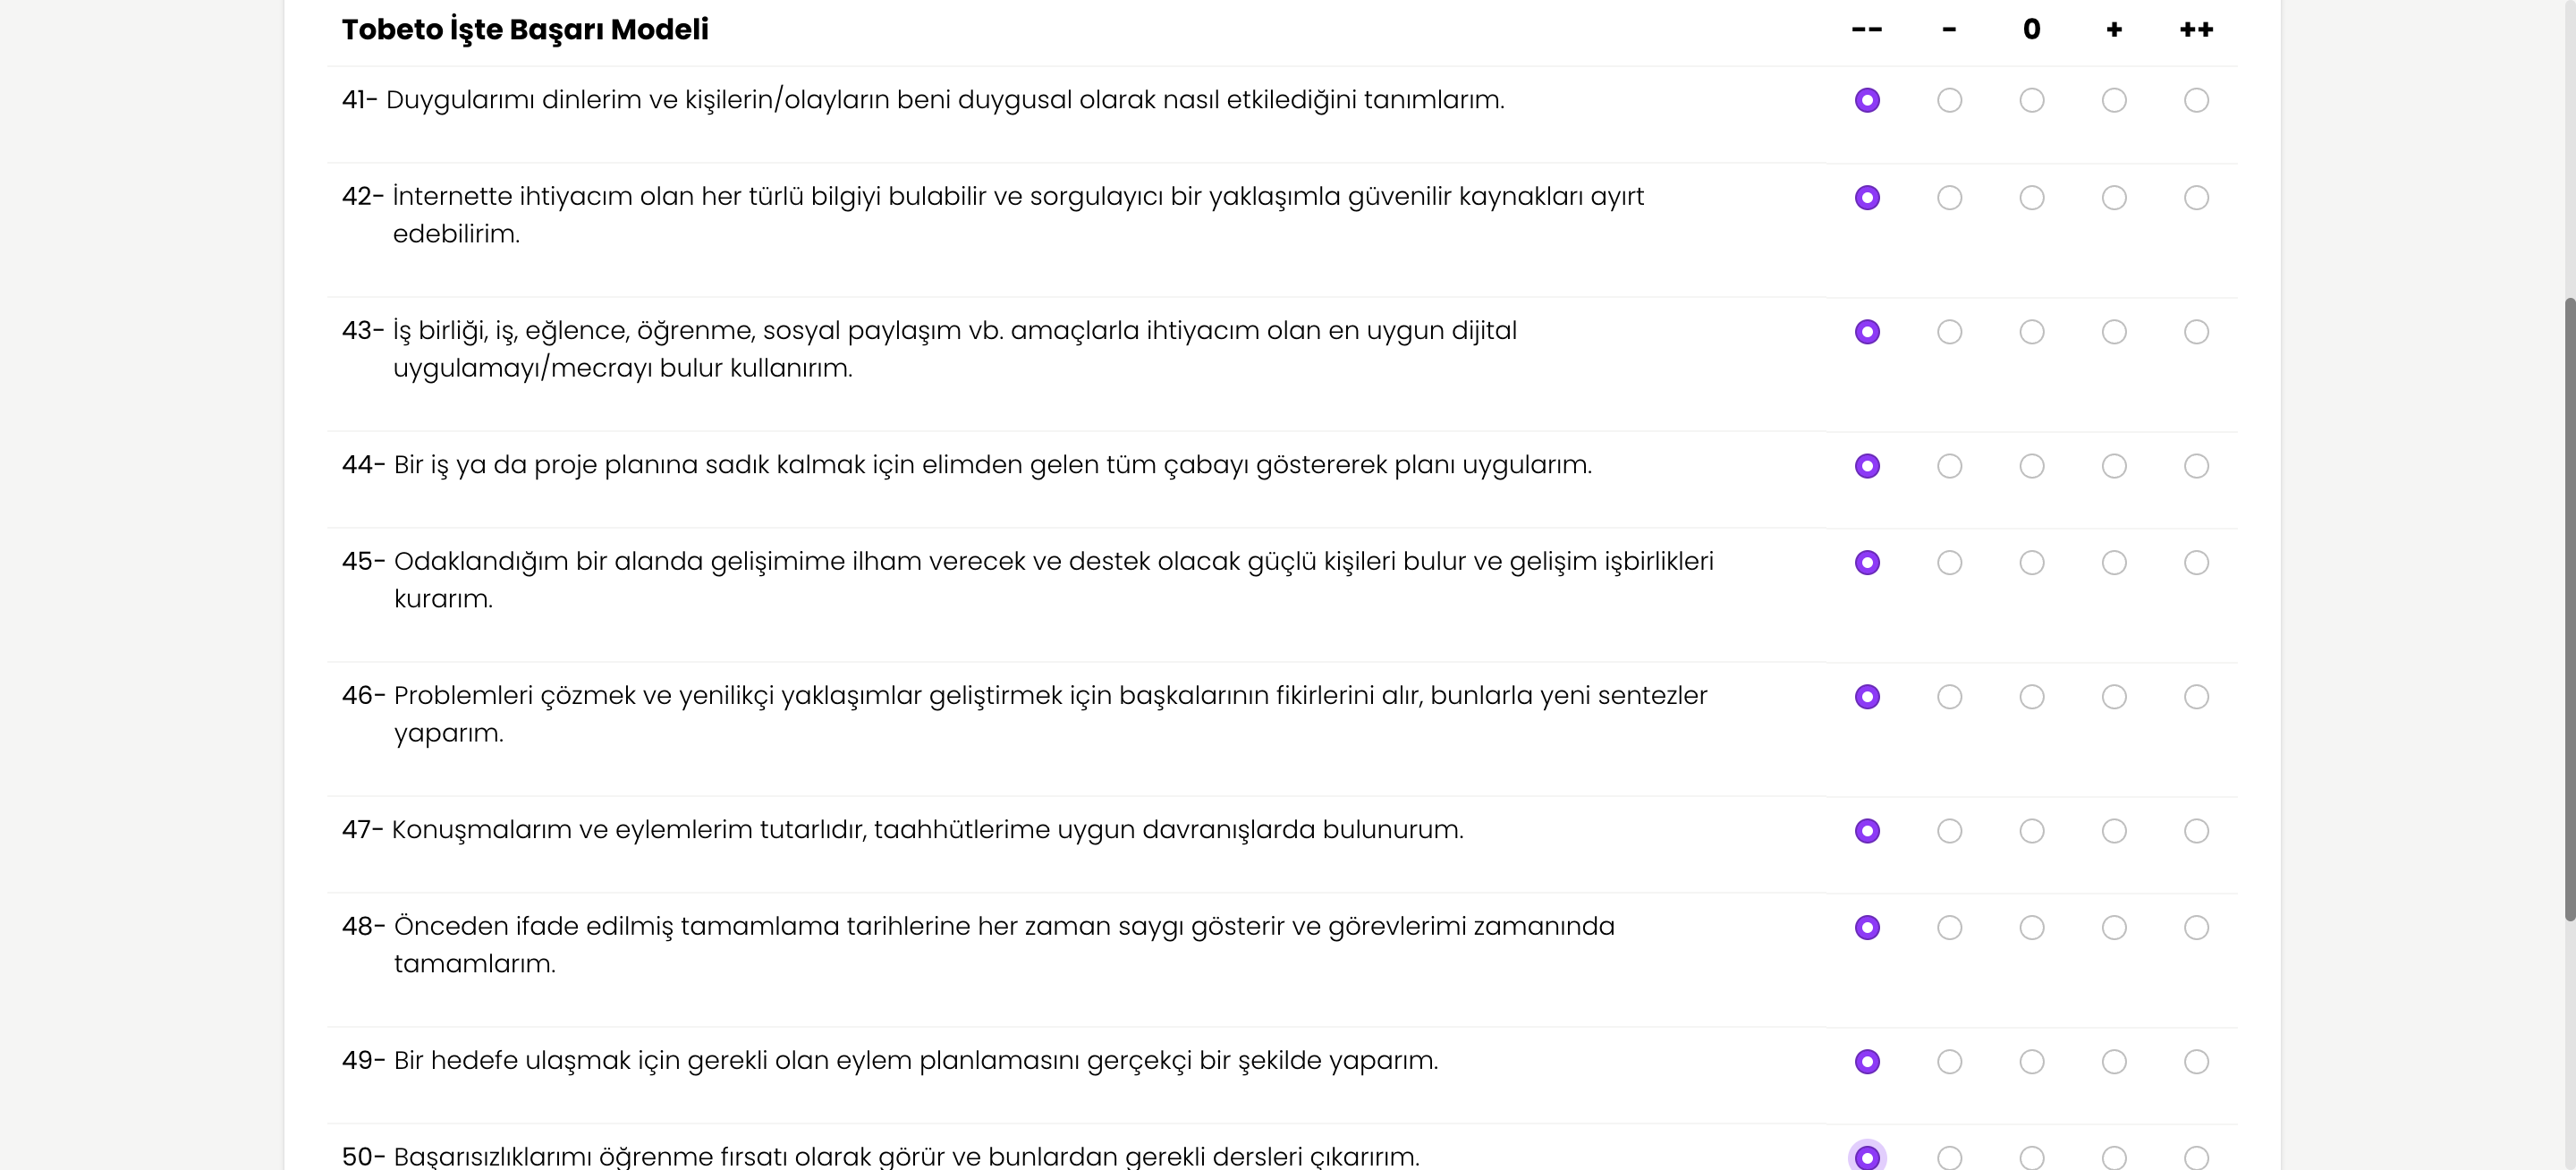 Tobeto İşte Başarı Modeli -- - 0 + ++
41- Duygularımı dinlerim ve kişilerin/olayların beni duygusal olarak nasıl etkilediğini tanımlarım.
42- İnternette ihtiyacım olan her türlü bilgiyi bulabilir ve sorgulayıcı bir yaklaşımla güvenilir kaynakları ayırt
edebilirim.
43- İş birliği, iş, eğlence, öğrenme, sosyal paylaşım vb. amaçlarla ihtiyacım olan en uygun dijital
uygulamayı/mecrayı bulur kullanırım.
44- Bir iş ya da proje planına sadık kalmak için elimden gelen tüm çabayı göstererek planı uygularım.
45- Odaklandığım bir alanda gelişimime ilham verecek ve destek olacak güçlü kişileri bulur ve gelişim işbirlikleri
kurarım.
46- Problemleri çözmek ve yenilikçi yaklaşımlar geliştirmek için başkalarının fikirlerini alır, bunlarla yeni sentezler
yaparım.
47- Konuşmalarım ve eylemlerim tutarlıdır, taahhütlerime uygun davranışlarda bulunurum.
48- Önceden ifade edilmiş tamamlama tarihlerine her zaman saygı gösterir ve görevlerimi zamanında
tamamlarım.
49- Bir hedefe ulaşmak için gerekli olan eylem planlamasını gerçekçi bir şekilde yaparım.
50- Başarısızlıklarımı öğrenme fırsatı olarak görür ve bunlardan gerekli dersleri çıkarırım.